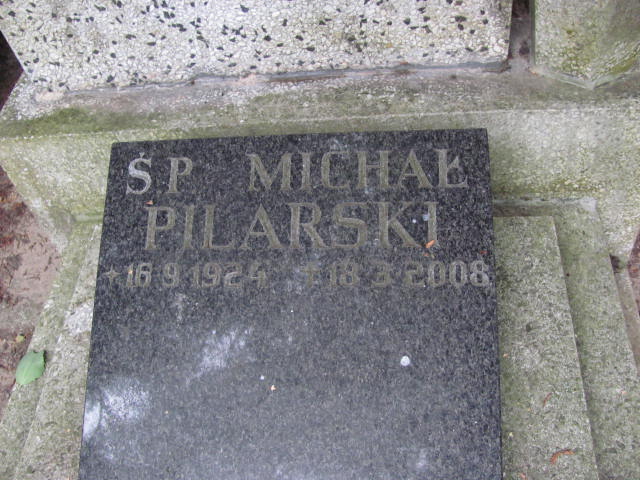 ŚP MICHAŁ
PILARSKI
+16.9.1924 †18.3.2008